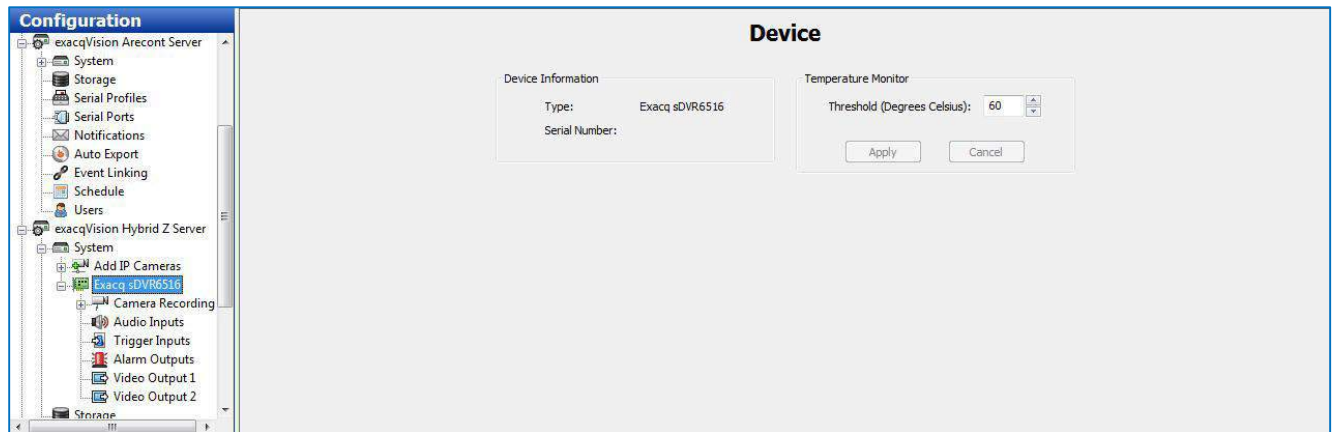 Configuration
exacqVision Arecont Server
System
Storage
Serial Profiles
Serial Ports
Notifications
Auto Export
Event Linking
Schedule
Users
exacqVision Hybrid Z Server
System
Add IP Cameras
Exacq sDVR6516
Camera Recording
Audio Inputs
Trigger Inputs
Alarm Outputs
Video Output 1
Video Output 2
Storage
Device
Device Information
Type: Exacq sDVR6516
Serial Number:
Temperature Monitor
Threshold (Degrees Celsius): 60
Apply Cancel